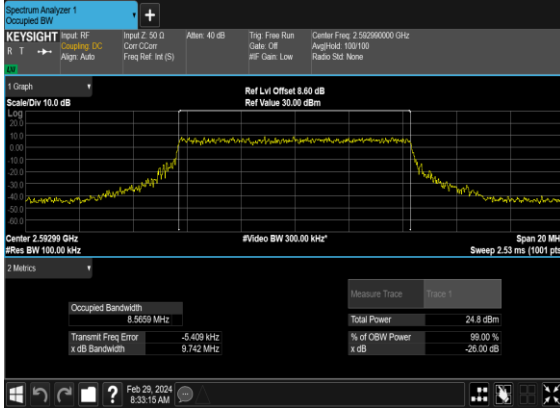 Spectrum Analyzer 1
Occupied BW
+
KEYSIGHT
R T
Input: RF
Coupling: DC
Align: Auto
Input Z: 50 Ω
Corr CCorr
Freq Ref: Int (S)
Atten: 40 dB
Trig: Free Run
Gate: Off
#IF Gain: Low
Center Freq: 2.592990000 GHz
Avg|Hold: 100/100
Radio Std: None
1 Graph
Scale/Div 10.0 dB
Ref Lvl Offset 8.60 dB
Ref Value 30.00 dBm
Log
20.0
10.0
0.00
-10.0
-20.0
-30.0
-40.0
-50.0
-60.0
Center 2.59299 GHz
#Res BW 100.00 kHz
#Video BW 300.00 kHz*
Span 20 MH
Sweep 2.53 ms (1001 pts
2 Metrics
Measure Trace Trace 1
Occupied Bandwidth
8.5659 MHz
Total Power 24.8 dBm
Transmit Freq Error -5.409 kHz
% of OBW Power 99.00 %
x dB Bandwidth 9.742 MHz
x dB -26.00 dB
?
Feb 29, 2024
8:33:15 AM